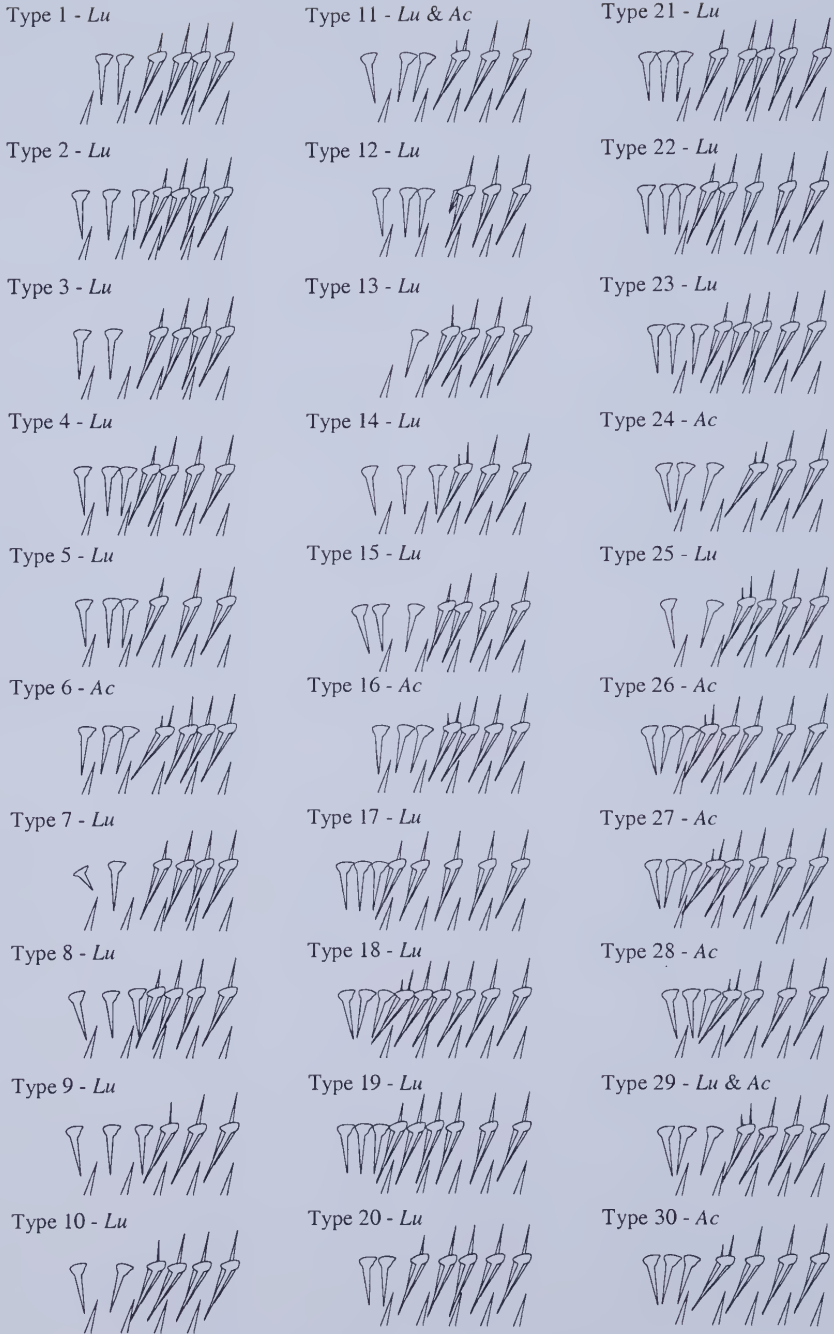 Type 1 - Lu
Type 2 - Lu
Type 3 - Lu
Type 4 - Lu
Type 5 - Lu
Type 6 - Ac
Type 7 - Lu
Type 8 - Lu
Type 9 - Lu
Type 10 - Lu
Type 11 - Lu & Ac
Type 12 - Lu
Type 13 - Lu
Type 14 - Lu
Type 15 - Lu
Type 16 - Ac
Type 17 - Lu
Type 18 - Lu
Type 19 - Lu
Type 20 - Lu
Type 21 - Lu
Type 22 - Lu
Type 23 - Lu
Type 24 - Ac
Type 25 - Lu
Type 26 - Ac
Type 27 - Ac
Type 28 - Ac
Type 29 - Lu & Ac
Type 30 - Ac